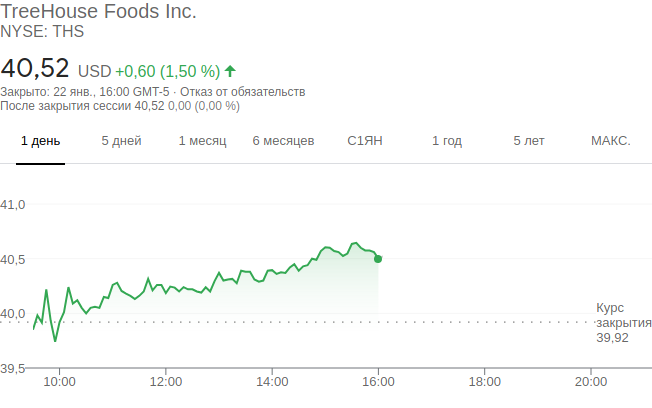 TreeHouse Foods Inc.
NYSE: THS
40,52 USD +0,60 (1,50 %)
Закрыто: 22 янв., 16:00 GMT-5 · Отказ от обязательств
После закрытия сессии 40,52 0,00 (0,00 %)
1 день 5 дней 1 месяц 6 месяцев С1ЯН 1 год 5 лет МАКС.
41,0
40,5
40,0
Курс
закрытия
39,92
39,5
10:00 12:00 14:00 16:00 18:00 20:00